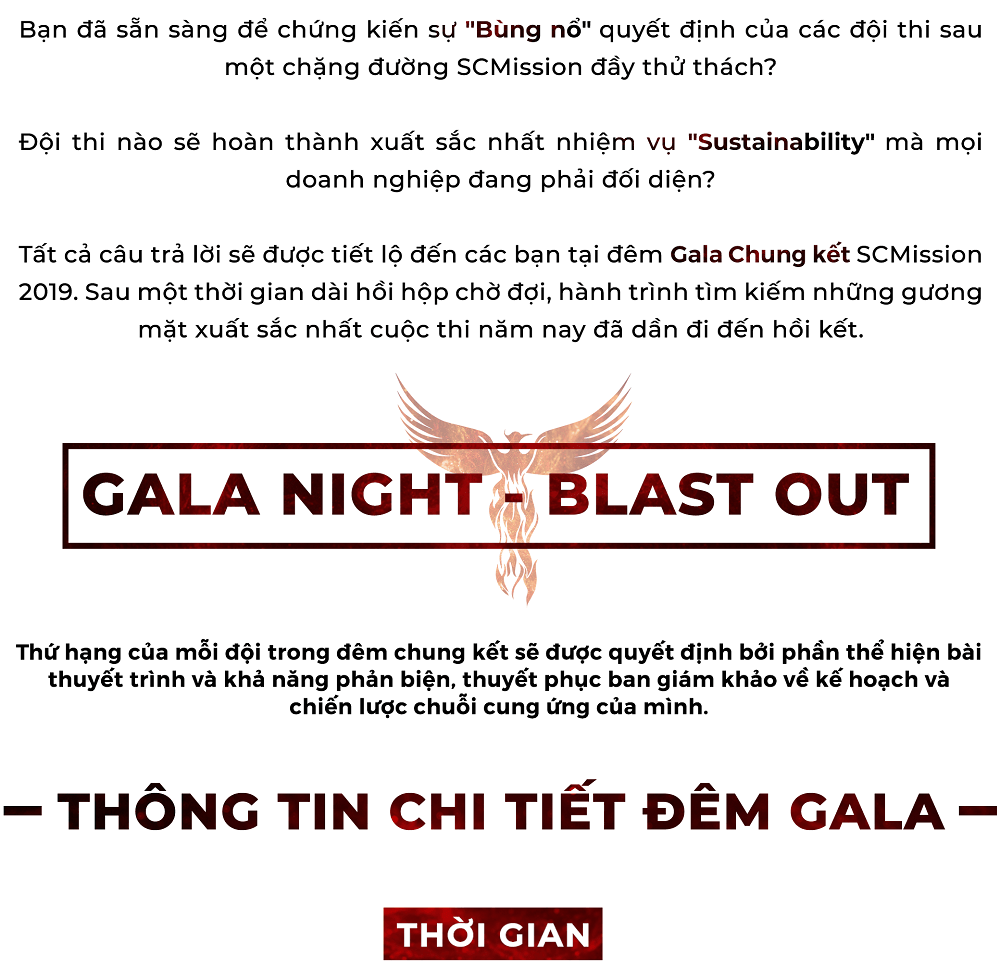 Bạn đã sẵn sàng để chứng kiến sự "Bùng nổ" quyết định của các đội thi sau
một chặng đường SCMission đầy thử thách?
Đội thi nào sẽ hoàn thành xuất sắc nhất nhiệm vụ "Sustainability" mà mọi
doanh nghiệp đang phải đối diện?
Tất cả câu trả lời sẽ được tiết lộ đến các bạn tại đêm Gala Chung kết SCMission
2019. Sau một thời gian dài hồi hộp chờ đợi, hành trình tìm kiếm những gương
mặt xuất sắc nhất cuộc thi năm nay đã dần đi đến hồi kết.
GALA NIGHT - BLAST OUT
Thứ hạng của mỗi đội trong đêm chung kết sẽ được quyết định bởi phần thể hiện bài
thuyết trình và khả năng phản biện, thuyết phục ban giám khảo về kế hoạch và
chiến lược chuỗi cung ứng của mình.
– THÔNG TIN CHI TIẾT ĐÊM GALA –
THỜI GIAN